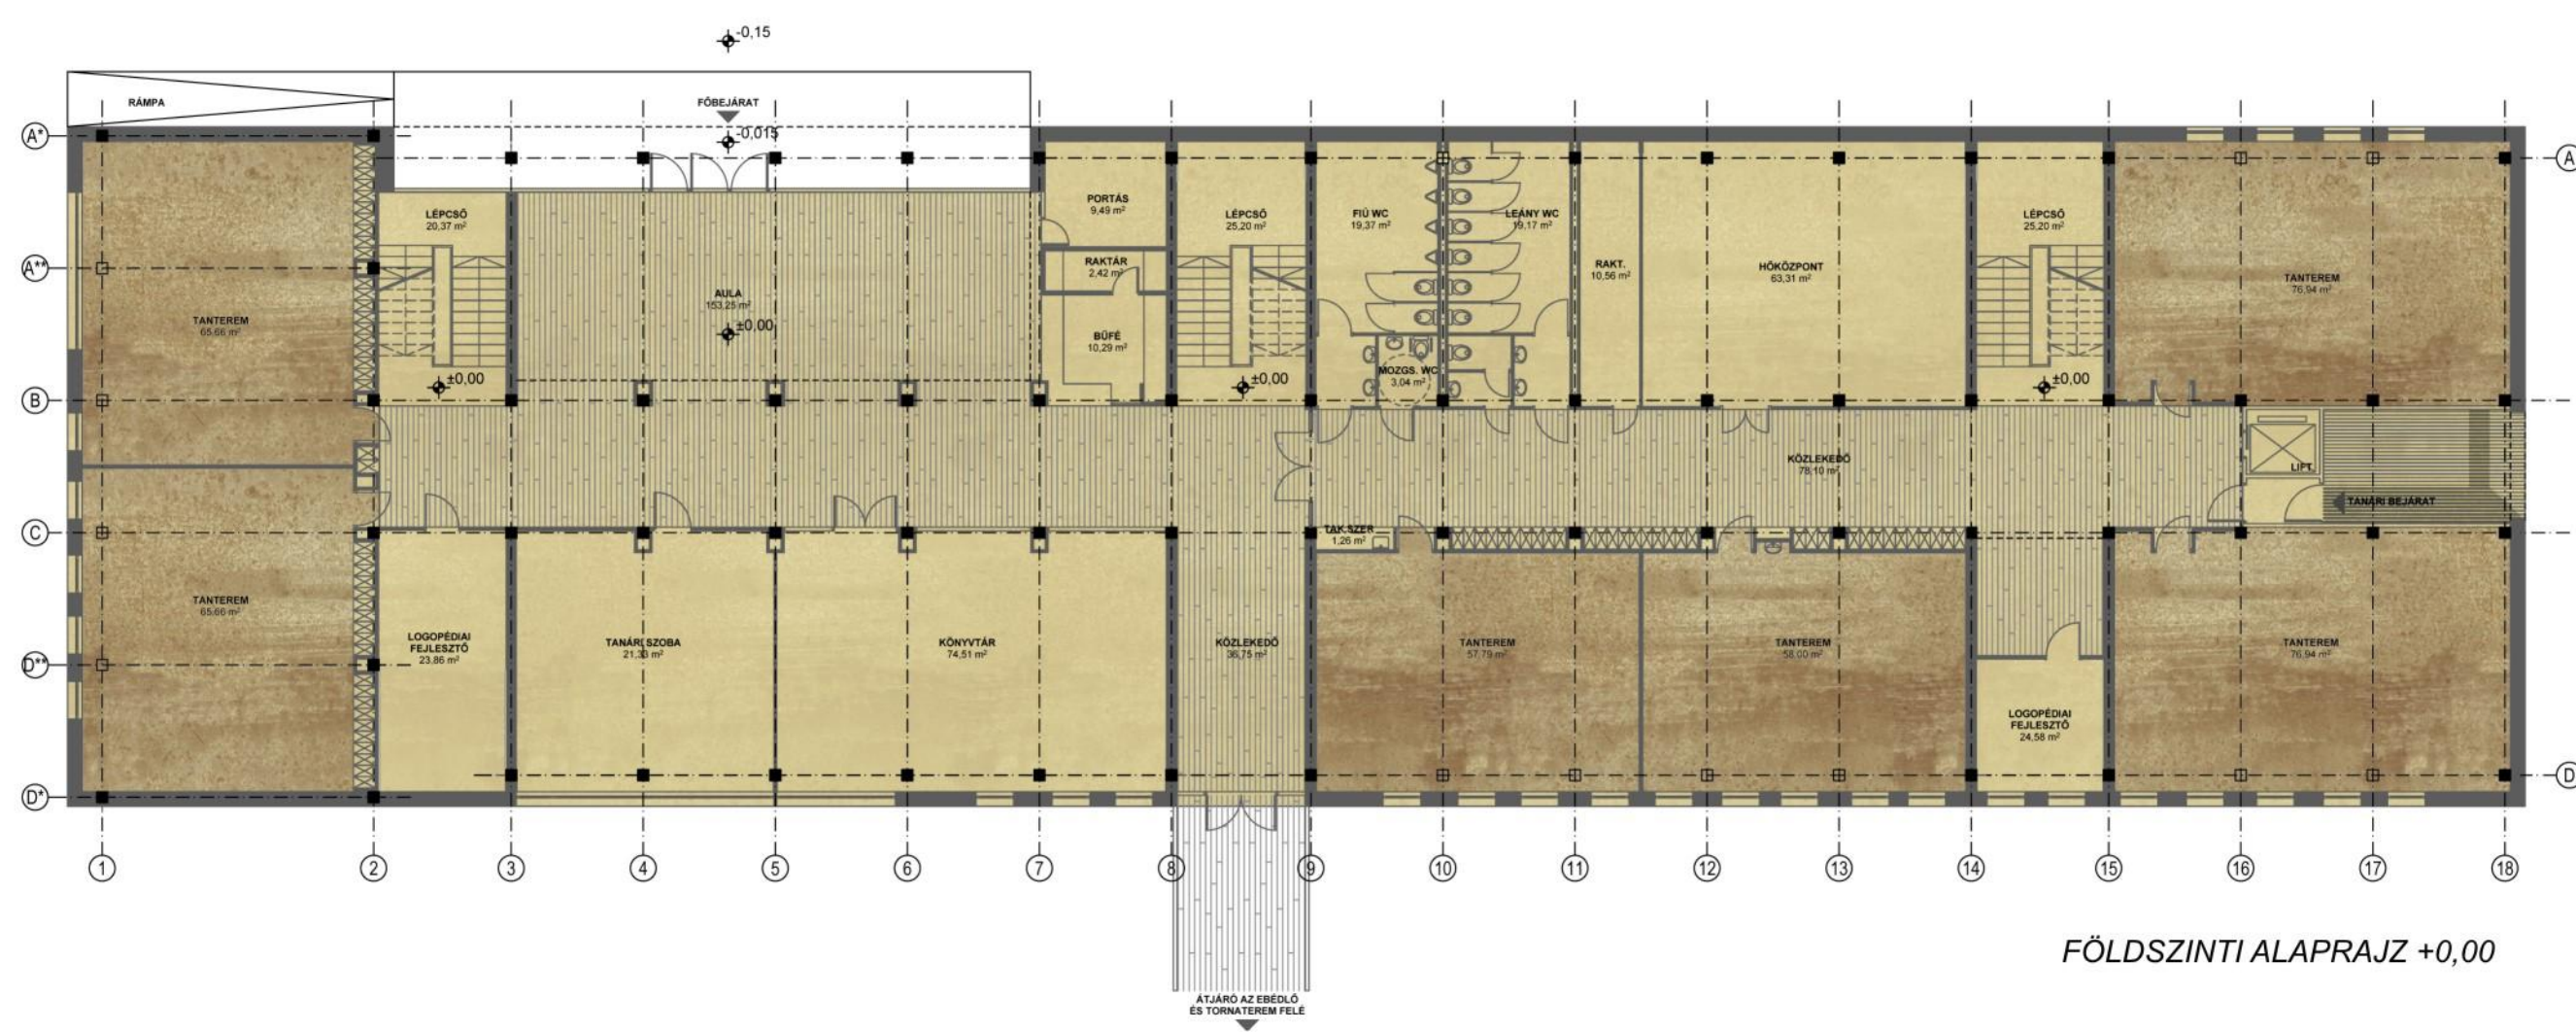 -0,15
RÁMPA
FŐBEJÁRAT
-0,015
A*
A
PORTÁS
9,49 m²
LÉPCSŐ
20,37 m²
LÉPCSŐ
25,20 m²
FIÚ WC
19,37 m²
LEÁNY WC
19,17 m²
LÉPCSŐ
25,20 m²
A**
RAKTÁR
2,42 m²
RAKT.
10,56 m²
HŐKÖZPONT
63,31 m²
TANTEREM
76,94 m²
AULA
153,25 m²
±0,00
TANTEREM
65,66 m²
BÜFÉ
10,29 m²
MOZGS. WC
3,04 m²
±0,00
±0,00
±0,00
B
KÖZLEKEDŐ
78,10 m²
LIFT
TANÁRI BEJÁRAT
C
TAK.SZER
1,26 m²
TANTEREM
65,66 m²
LOGOPÉDIAI
FEJLESZTŐ
23,86 m²
TANÁRI SZOBA
21,33 m²
KÖNYVTÁR
74,51 m²
KÖZLEKEDŐ
36,75 m²
TANTEREM
57,79 m²
TANTEREM
58,00 m²
TANTEREM
76,94 m²
D**
LOGOPÉDIAI
FEJLESZTŐ
24,58 m²
D
D*
1 2 3 4 5 6 7 8 9 10 11 12 13 14 15 16 17 18
FÖLDSZINTI ALAPRAJZ +0,00
ÁTJÁRÓ AZ EBÉDLŐ
ÉS TORNATEREM FELÉ